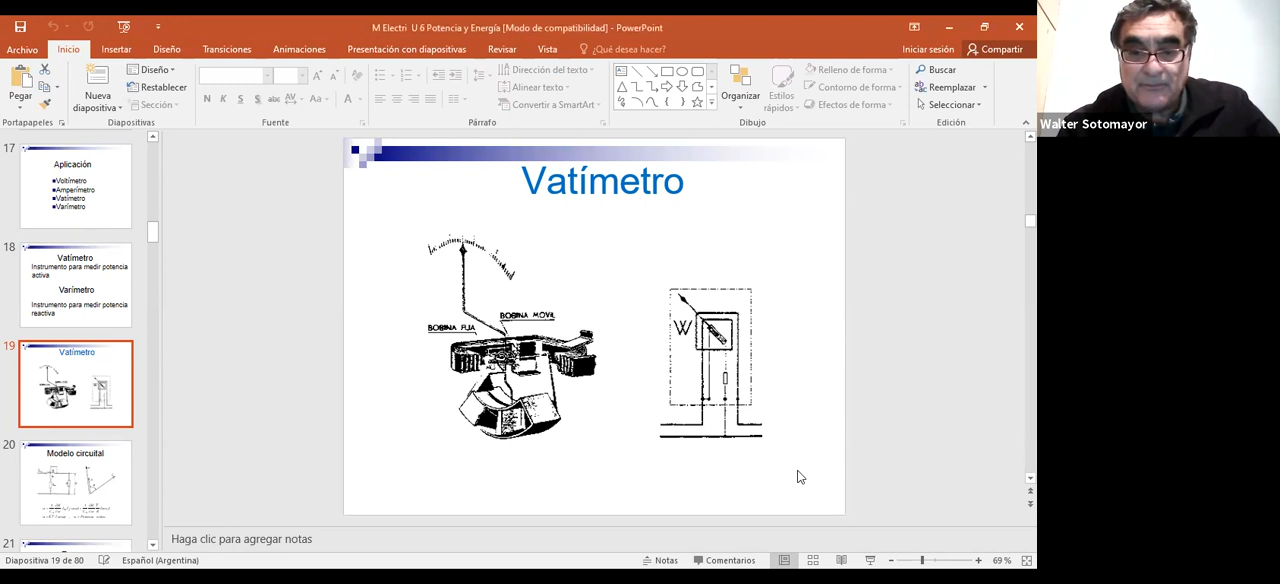 M Electri U 6 Potencia y Energía [Modo de compatibilidad] - PowerPoint
Archivo Inicio Insertar Diseño Transiciones Animaciones Presentación con diapositivas Revisar Vista ¿Qué desea hacer? Iniciar sesión Compartir
Pegar
Nueva diapositiva
Diseño
Restablecer
Sección
N K S S abc AV Aa A
Dirección del texto
Alinear texto
Convertir a SmartArt
Organizar
Estilos rápidos
Relleno de forma
Contorno de forma
Efectos de forma
Buscar
Reemplazar
Seleccionar
Portapapeles Diapositivas Fuente Párrafo Dibujo Edición
Walter Sotomayor
17
Aplicación
Voltímetro
Amperímetro
Vatímetro
Varímetro
18
Vatímetro
Instrumento para medir potencia
activa
Varímetro
Instrumento para medir potencia
reactiva
19
Vatímetro
20
Modelo circuital
21
Vatímetro
BOBINA FIJA
BOBINA MOVIL
W
Haga clic para agregar notas
Diapositiva 19 de 80 Español (Argentina) Notas Comentarios 69 %